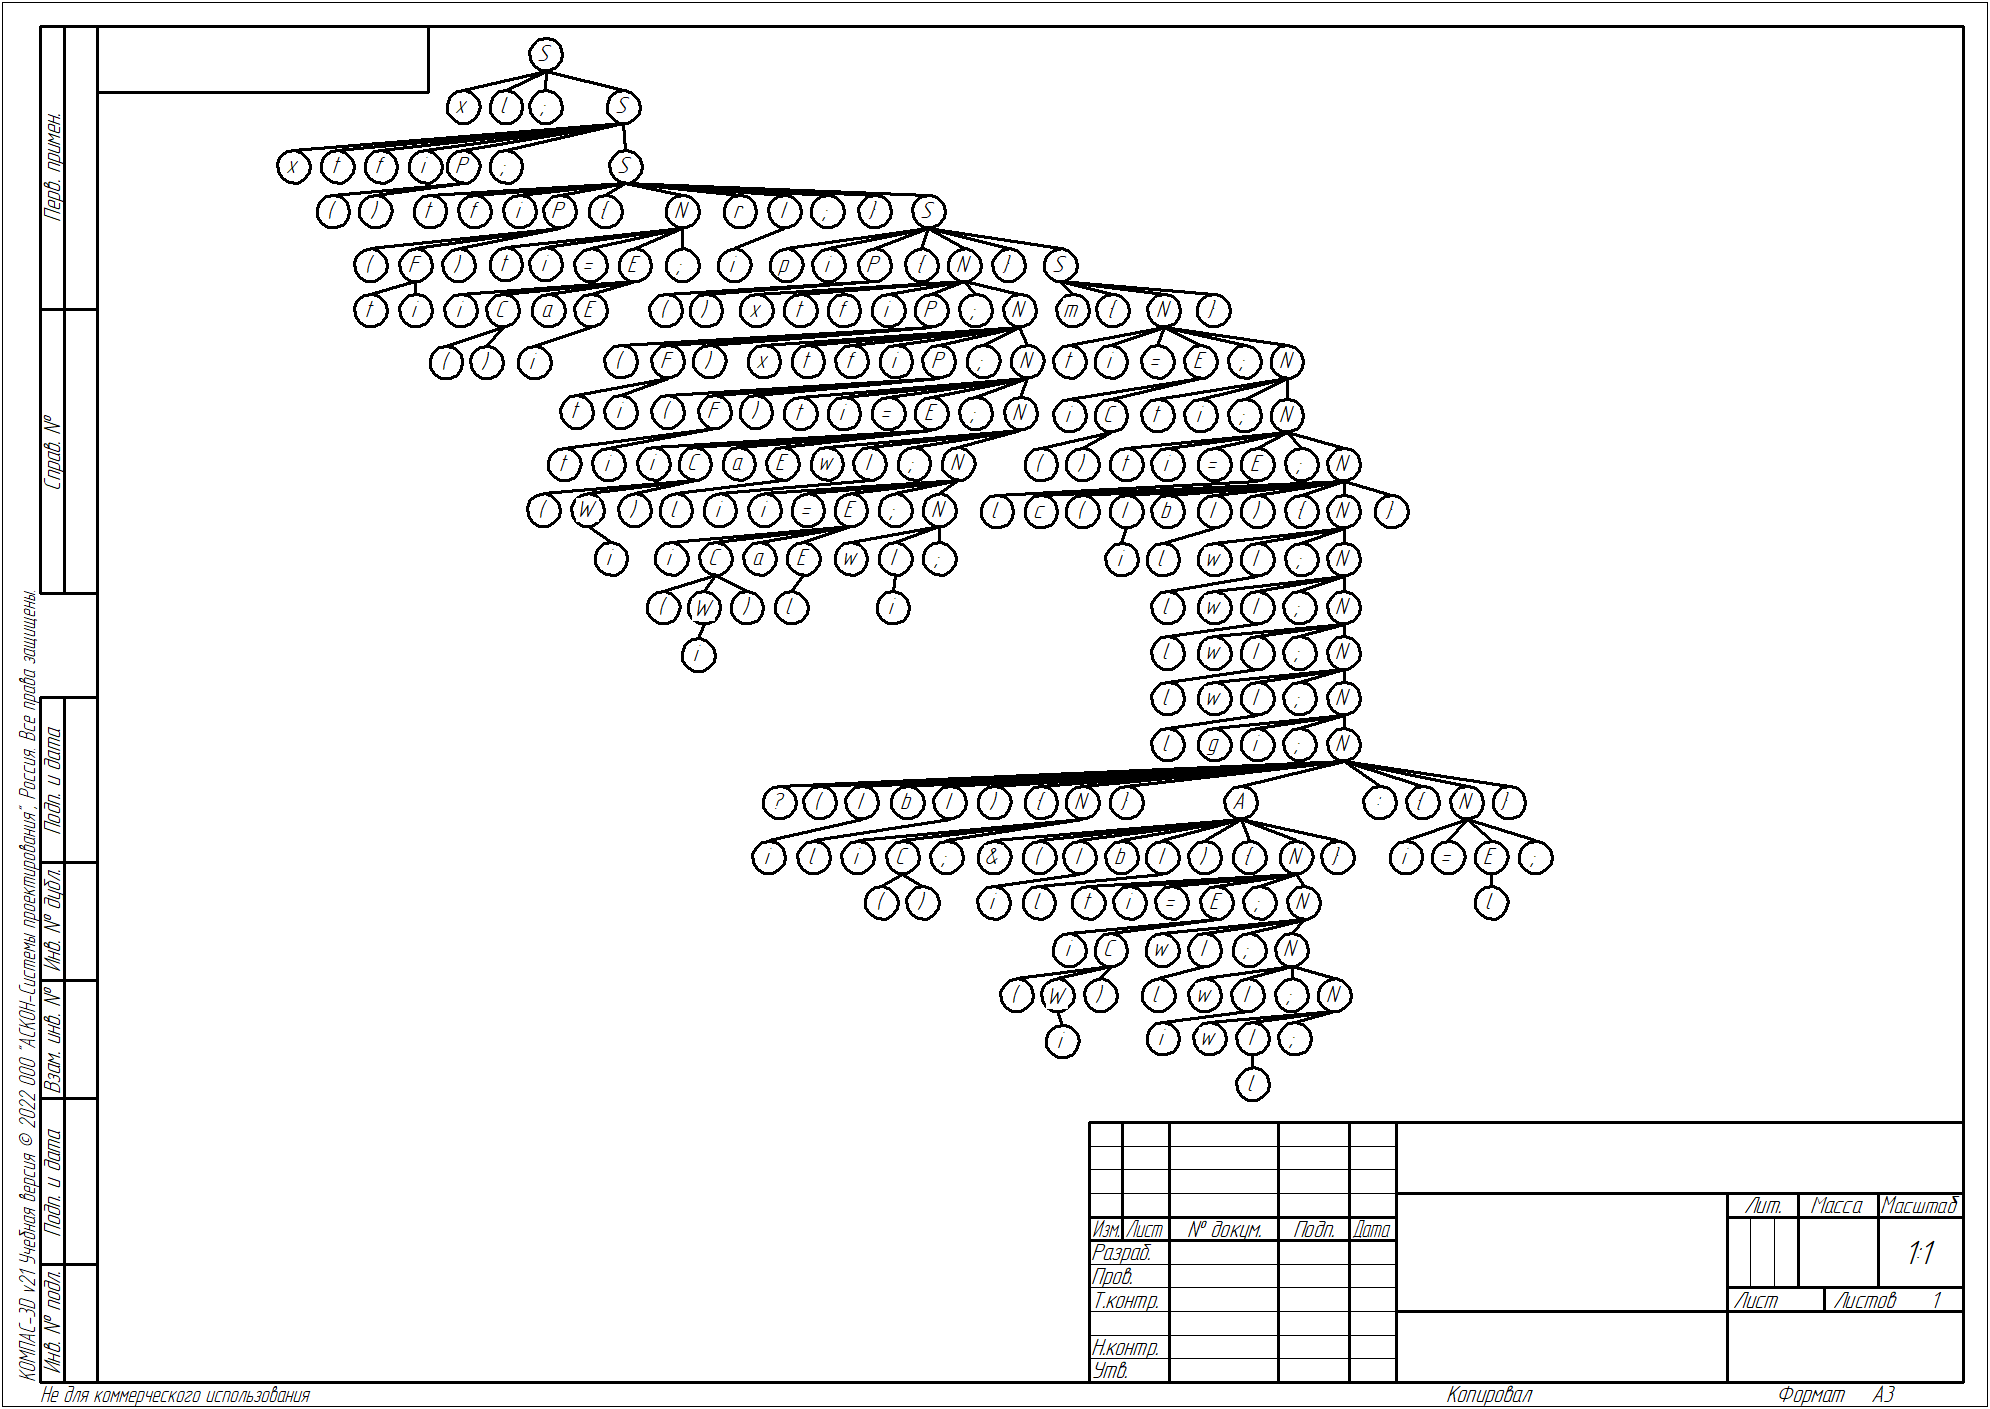 S
x l ; S
x t f i P ; S
( ) t f i P { N r I ; } S
( F ) t i = E ; i p i P { N } S
t i i C a E ( ) x t f i P ; N m { N }
( ) i ( F ) x t f i P ; N t i = E ; N
t i ( F ) t i = E ; N i C t i ; N
t i i C a E w I ; N ( ) t i = E ; N
( W ) l i i = E ; N l c ( I b I ) { N }
i i C a E w I ; i l w I ; N
( W ) l i l w I ; N
i l w I ; N
l w I ; N
l g i ; N
? ( I b I ) { N } A : { N }
i l i C ; & ( I b I ) { N } i = E ;
( ) i l t i = E ; N l
i C w I ; N
( W ) l w I ; N
i i w I ; 
l
Перв. примен.
Справ. №
Подп. и дата
Инв. № дубл.
Взам. инв. №
Подп. и дата
Инв. № подл.
КОМПАС-3D v21 Учебная версия © 2022 ООО "АСКОН-Системы проектирования", Россия. Все права защищены.
Лит. Масса Масштаб
Изм. Лист № докум. Подп. Дата
Разраб. 1:1
Пров.
Т.контр. Лист Листов 1
Н.контр.
Утв.
Не для коммерческого использования Копировал Формат A3